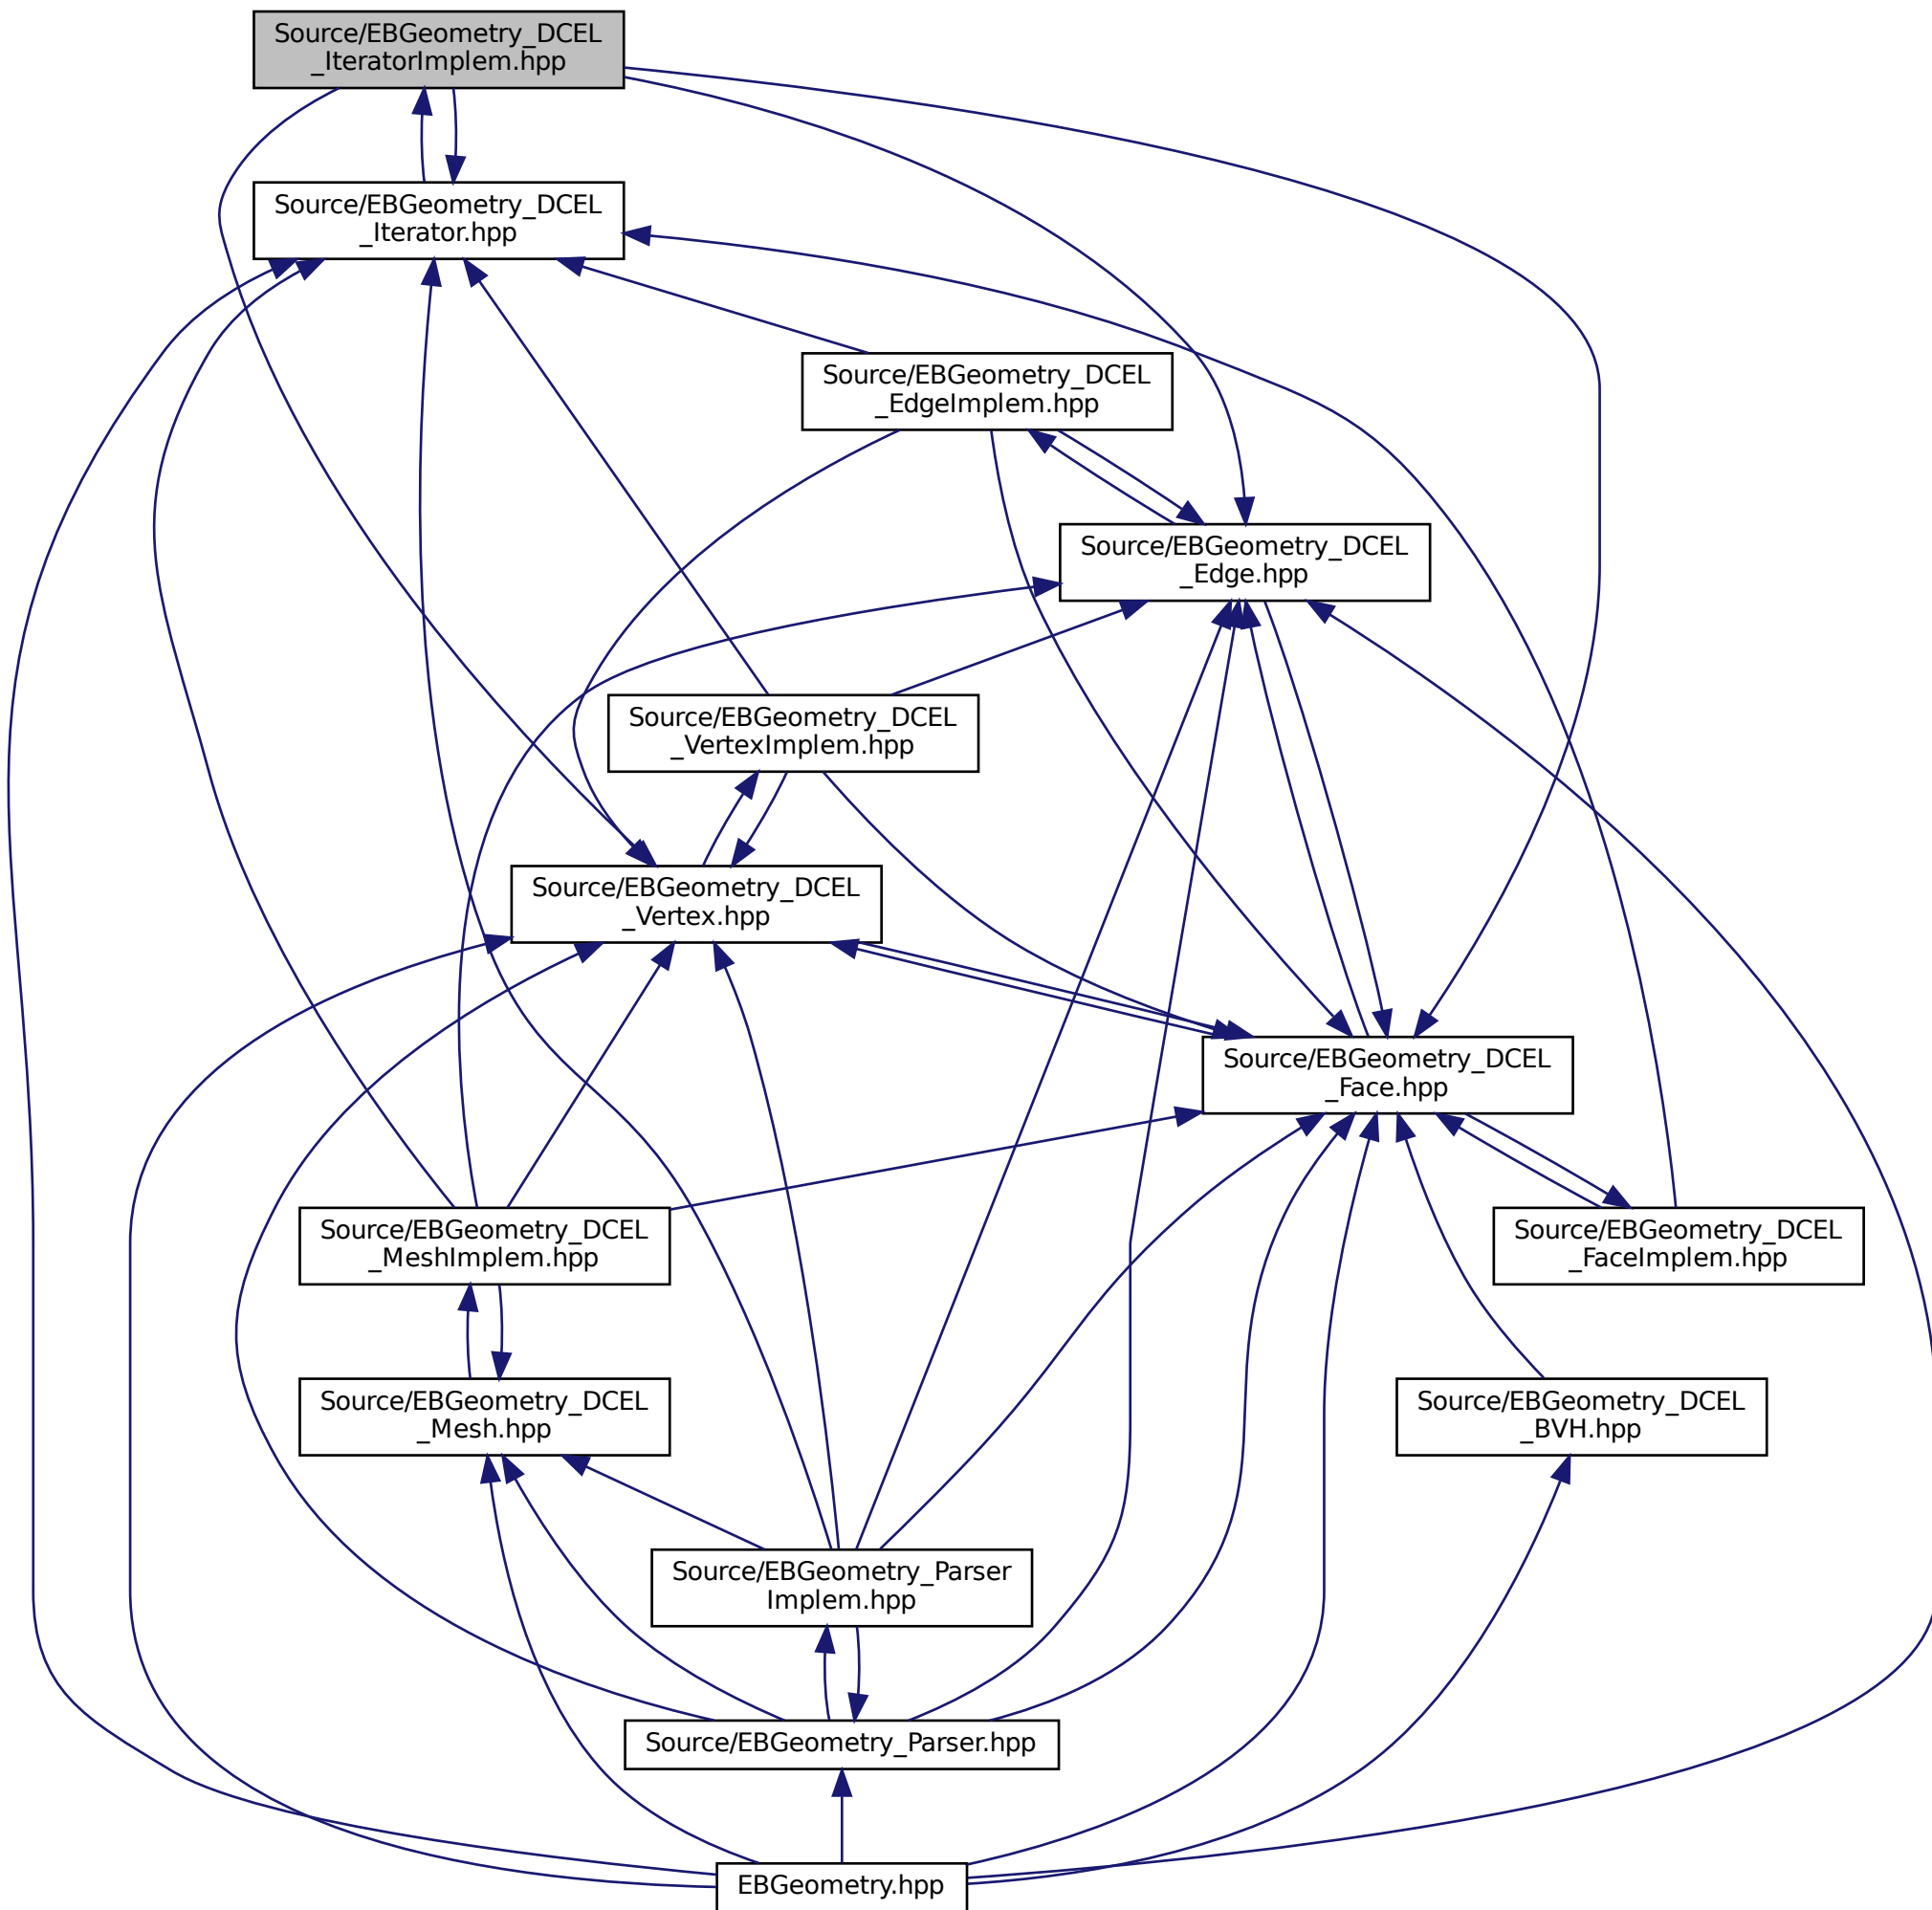 Source/EBGeometry_DCEL
_IteratorImplem.hpp
Source/EBGeometry_DCEL
_Iterator.hpp
Source/EBGeometry_DCEL
_EdgeImplem.hpp
Source/EBGeometry_DCEL
_Edge.hpp
Source/EBGeometry_DCEL
_VertexImplem.hpp
Source/EBGeometry_DCEL
_Vertex.hpp
Source/EBGeometry_DCEL
_Face.hpp
Source/EBGeometry_DCEL
_MeshImplem.hpp
Source/EBGeometry_DCEL
_FaceImplem.hpp
Source/EBGeometry_DCEL
_Mesh.hpp
Source/EBGeometry_DCEL
_BVH.hpp
Source/EBGeometry_Parser
Implem.hpp
Source/EBGeometry_Parser.hpp
EBGeometry.hpp